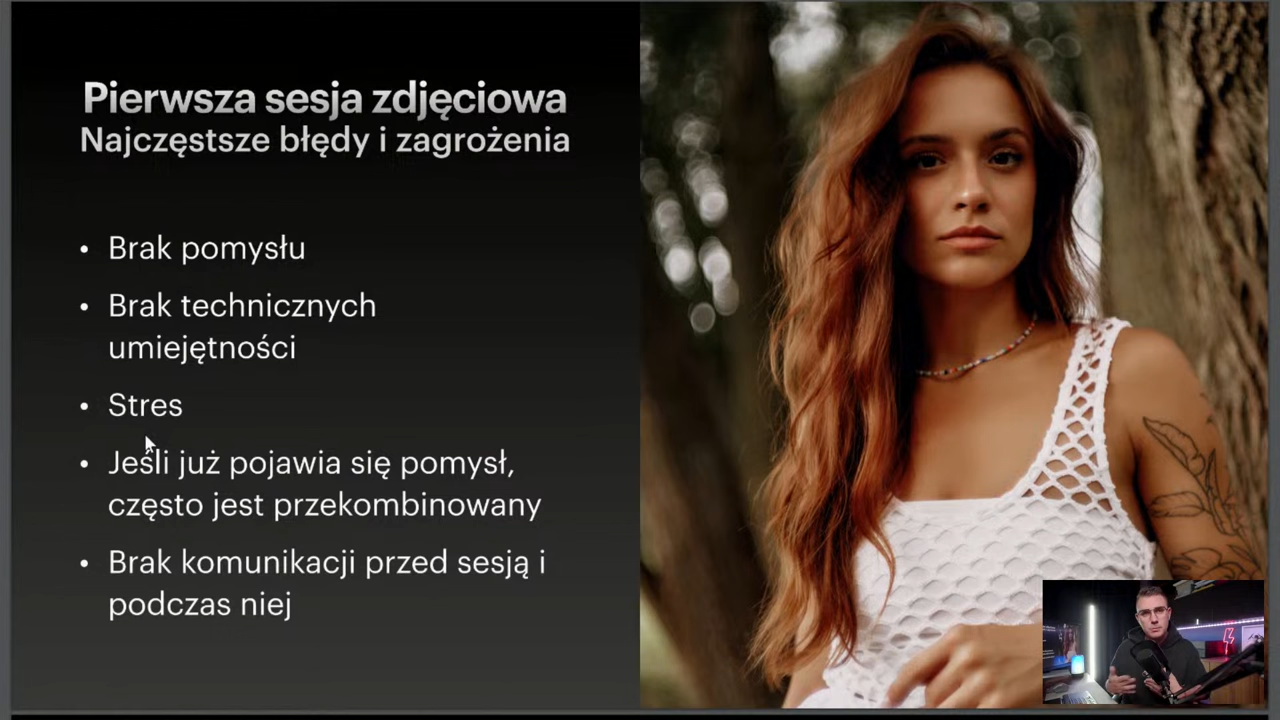 Pierwsza sesja zdjęciowa
Najczęstsze błędy i zagrożenia
• Brak pomysłu
• Brak technicznych
umiejętności
• Stres
• Jeśli już pojawia się pomysł,
często jest przekombinowany
• Brak komunikacji przed sesją i
podczas niej